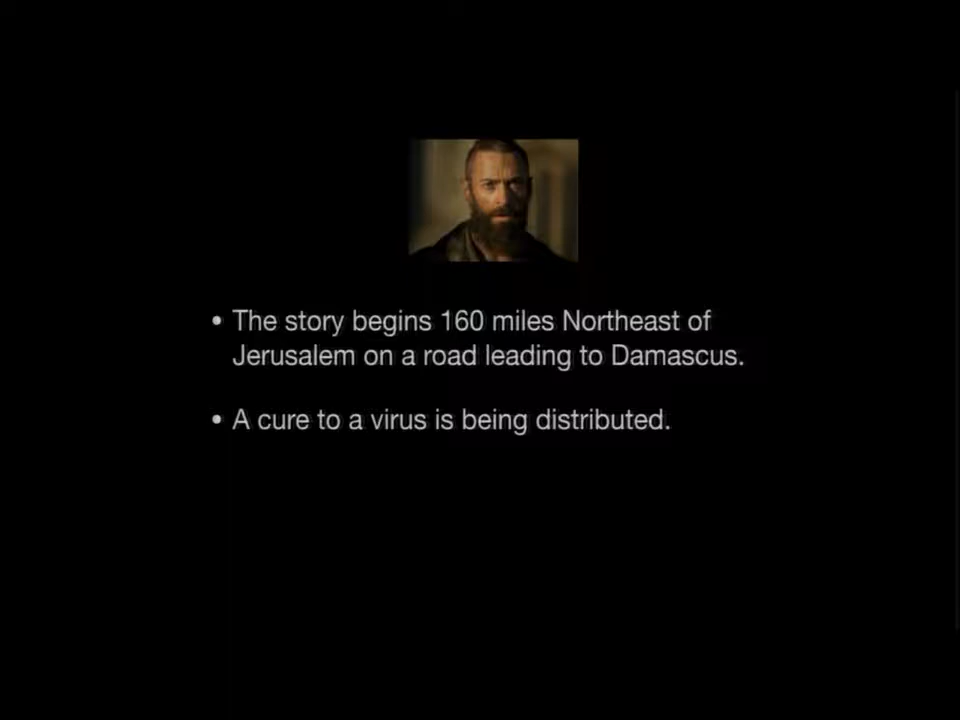 • The story begins 160 miles Northeast of
Jerusalem on a road leading to Damascus.
• A cure to a virus is being distributed.